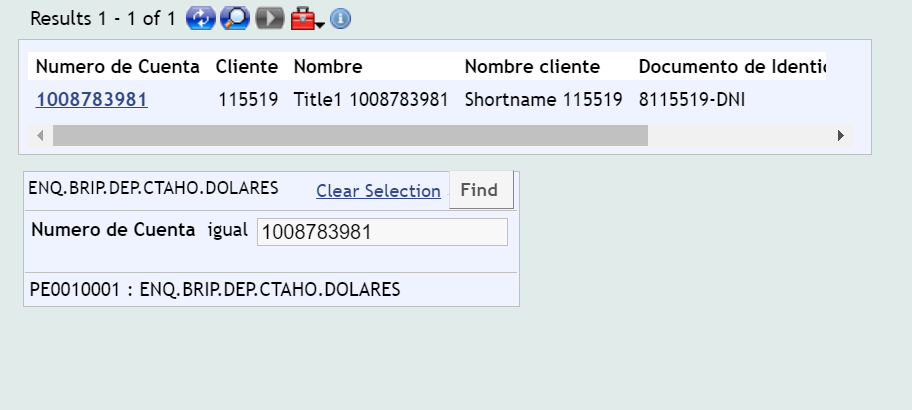 Results 1 - 1 of 1
Numero de Cuenta Cliente Nombre Nombre cliente Documento de Identi
1008783981 115519 Title1 1008783981 Shortname 115519 8115519-DNI
ENQ.BRIP.DEP.CTAHO.DOLARES Clear Selection Find
Numero de Cuenta igual 1008783981
PE0010001 : ENQ.BRIP.DEP.CTAHO.DOLARES